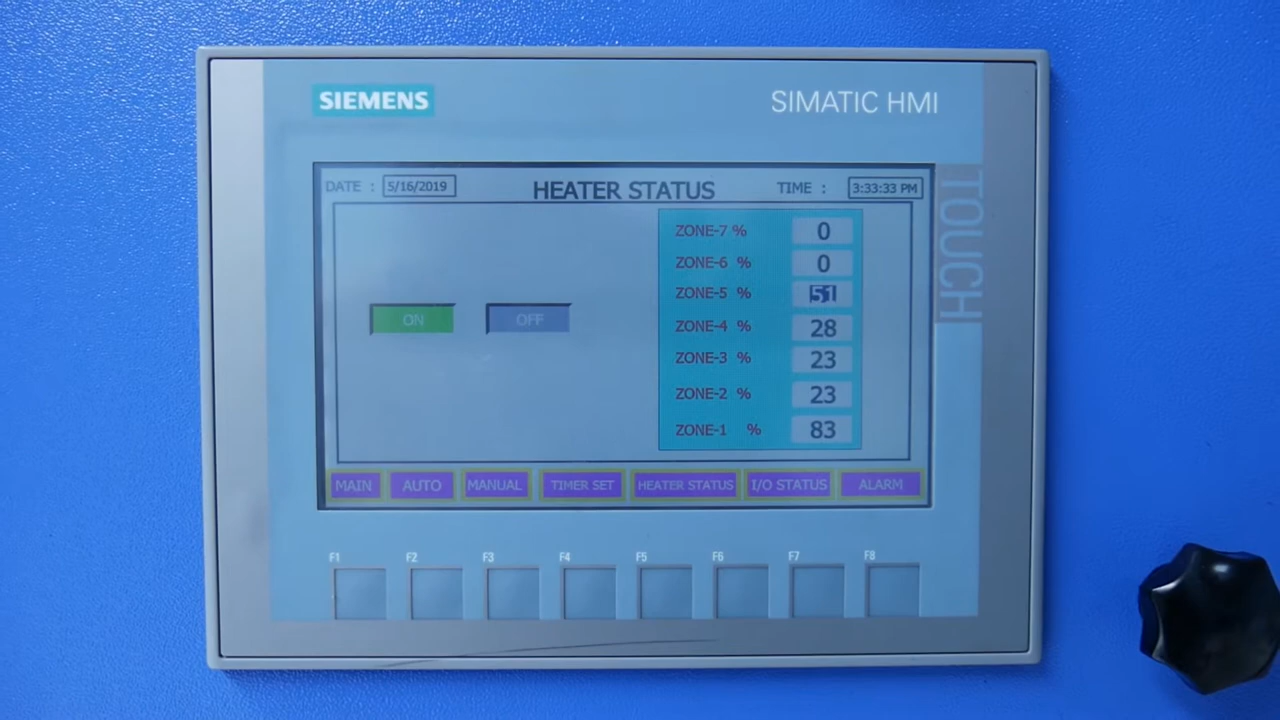 SIEMENS
SIMATIC HMI
TOUCH
DATE : 5/16/2019
HEATER STATUS
TIME : 3:33:33 PM
ZONE-7 % 0
ZONE-6 % 0
ZONE-5 % 51
ZONE-4 % 28
ZONE-3 % 23
ZONE-2 % 23
ZONE-1 % 83
ON OFF
MAIN AUTO MANUAL TIMER SET HEATER STATUS I/O STATUS ALARM
F1 F2 F3 F4 F5 F6 F7 F8